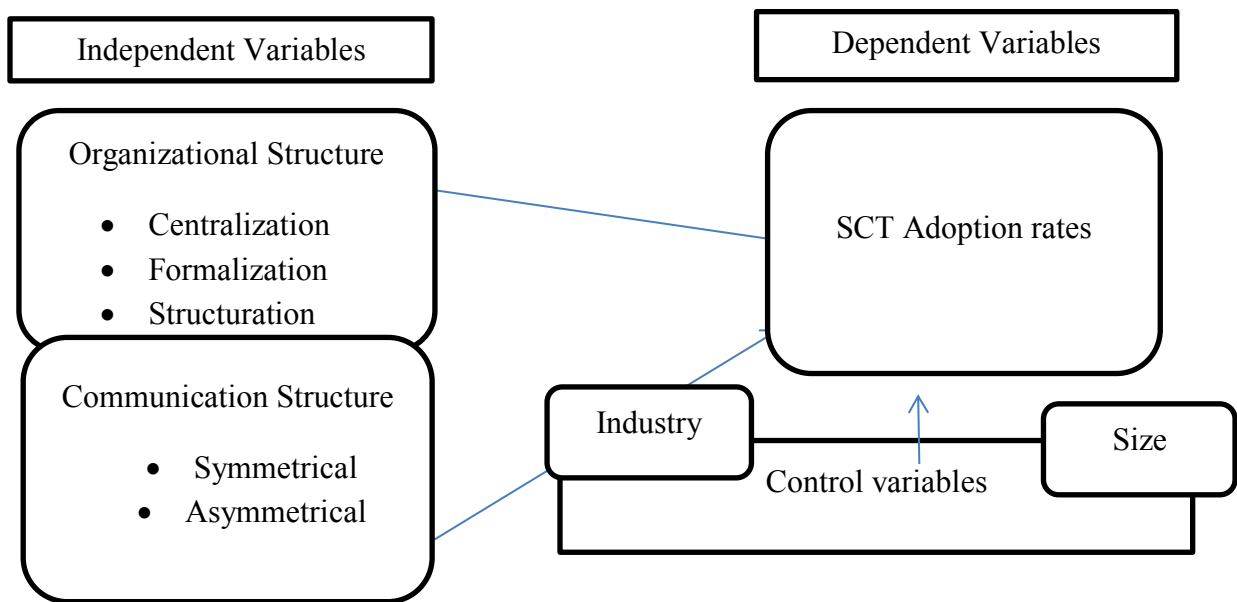 Independent Variables
Dependent Variables
Organizational Structure
• Centralization
• Formalization
• Structuration
SCT Adoption rates
Communication Structure
• Symmetrical
• Asymmetrical
Industry
Size
Control variables